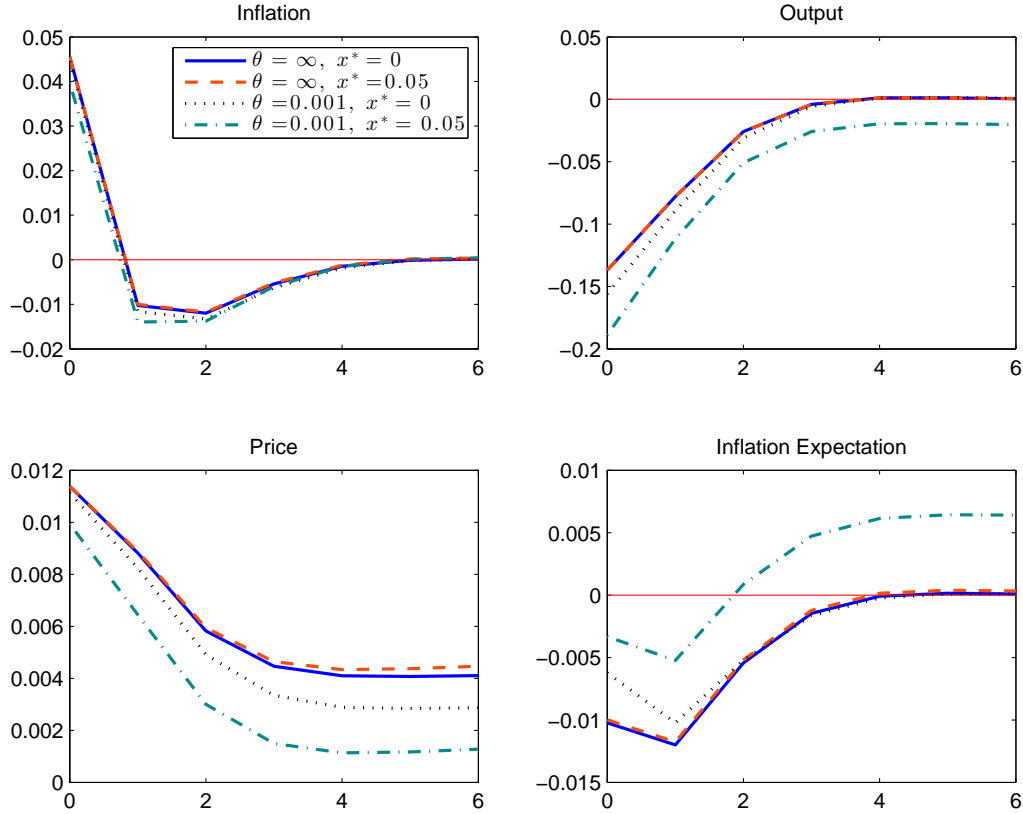 Inflation
0.05
0.04
0.03
0.02
0.01
0
−0.01
−0.02
0 2 4 6
θ = ∞, x* = 0
θ = ∞, x* =0.05
θ =0.001, x* = 0
θ =0.001, x* = 0.05
Output
0.05
0
−0.05
−0.1
−0.15
−0.2
0 2 4 6
Price
0.012
0.01
0.008
0.006
0.004
0.002
0
0 2 4 6
Inflation Expectation
0.01
0.005
0
−0.005
−0.01
−0.015
0 2 4 6